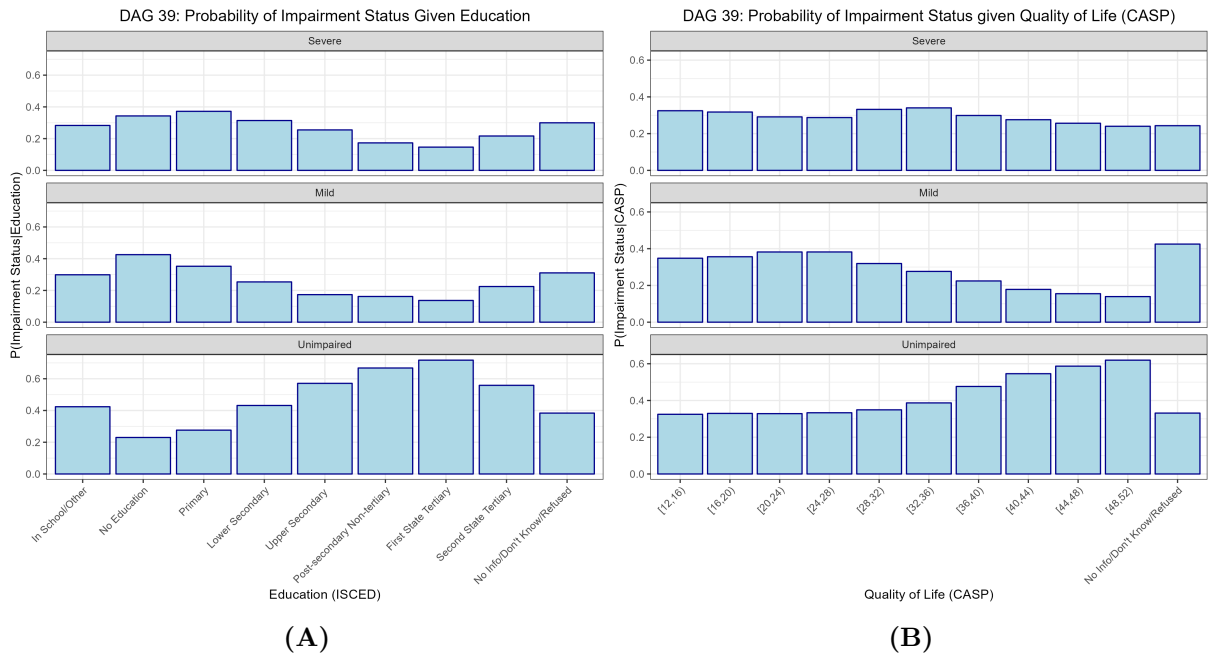 DAG 39: Probability of Impairment Status Given Education
Severe
0.6
0.4
0.2
0.0
Mild
0.6
0.4
0.2
0.0
Unimpaired
0.6
0.4
0.2
0.0
P(Impairment Status|Education)
In School/Other
No Education
Primary
Lower Secondary
Upper Secondary
Post-secondary Non-tertiary
First State Tertiary
Second State Tertiary
No Info/Don't Know/Refused
Education (ISCED)
(A)
DAG 39: Probability of Impairment Status given Quality of Life (CASP)
Severe
0.6
0.4
0.2
0.0
Mild
0.6
0.4
0.2
0.0
Unimpaired
0.6
0.4
0.2
0.0
P(Impairment Status|CASP)
[12,16)
[16,20)
[20,24)
[24,28)
[28,32)
[32,36)
[36,40)
[40,44)
[44,48)
[48,52)
No Info/Don't Know/Refused
Quality of Life (CASP)
(B)